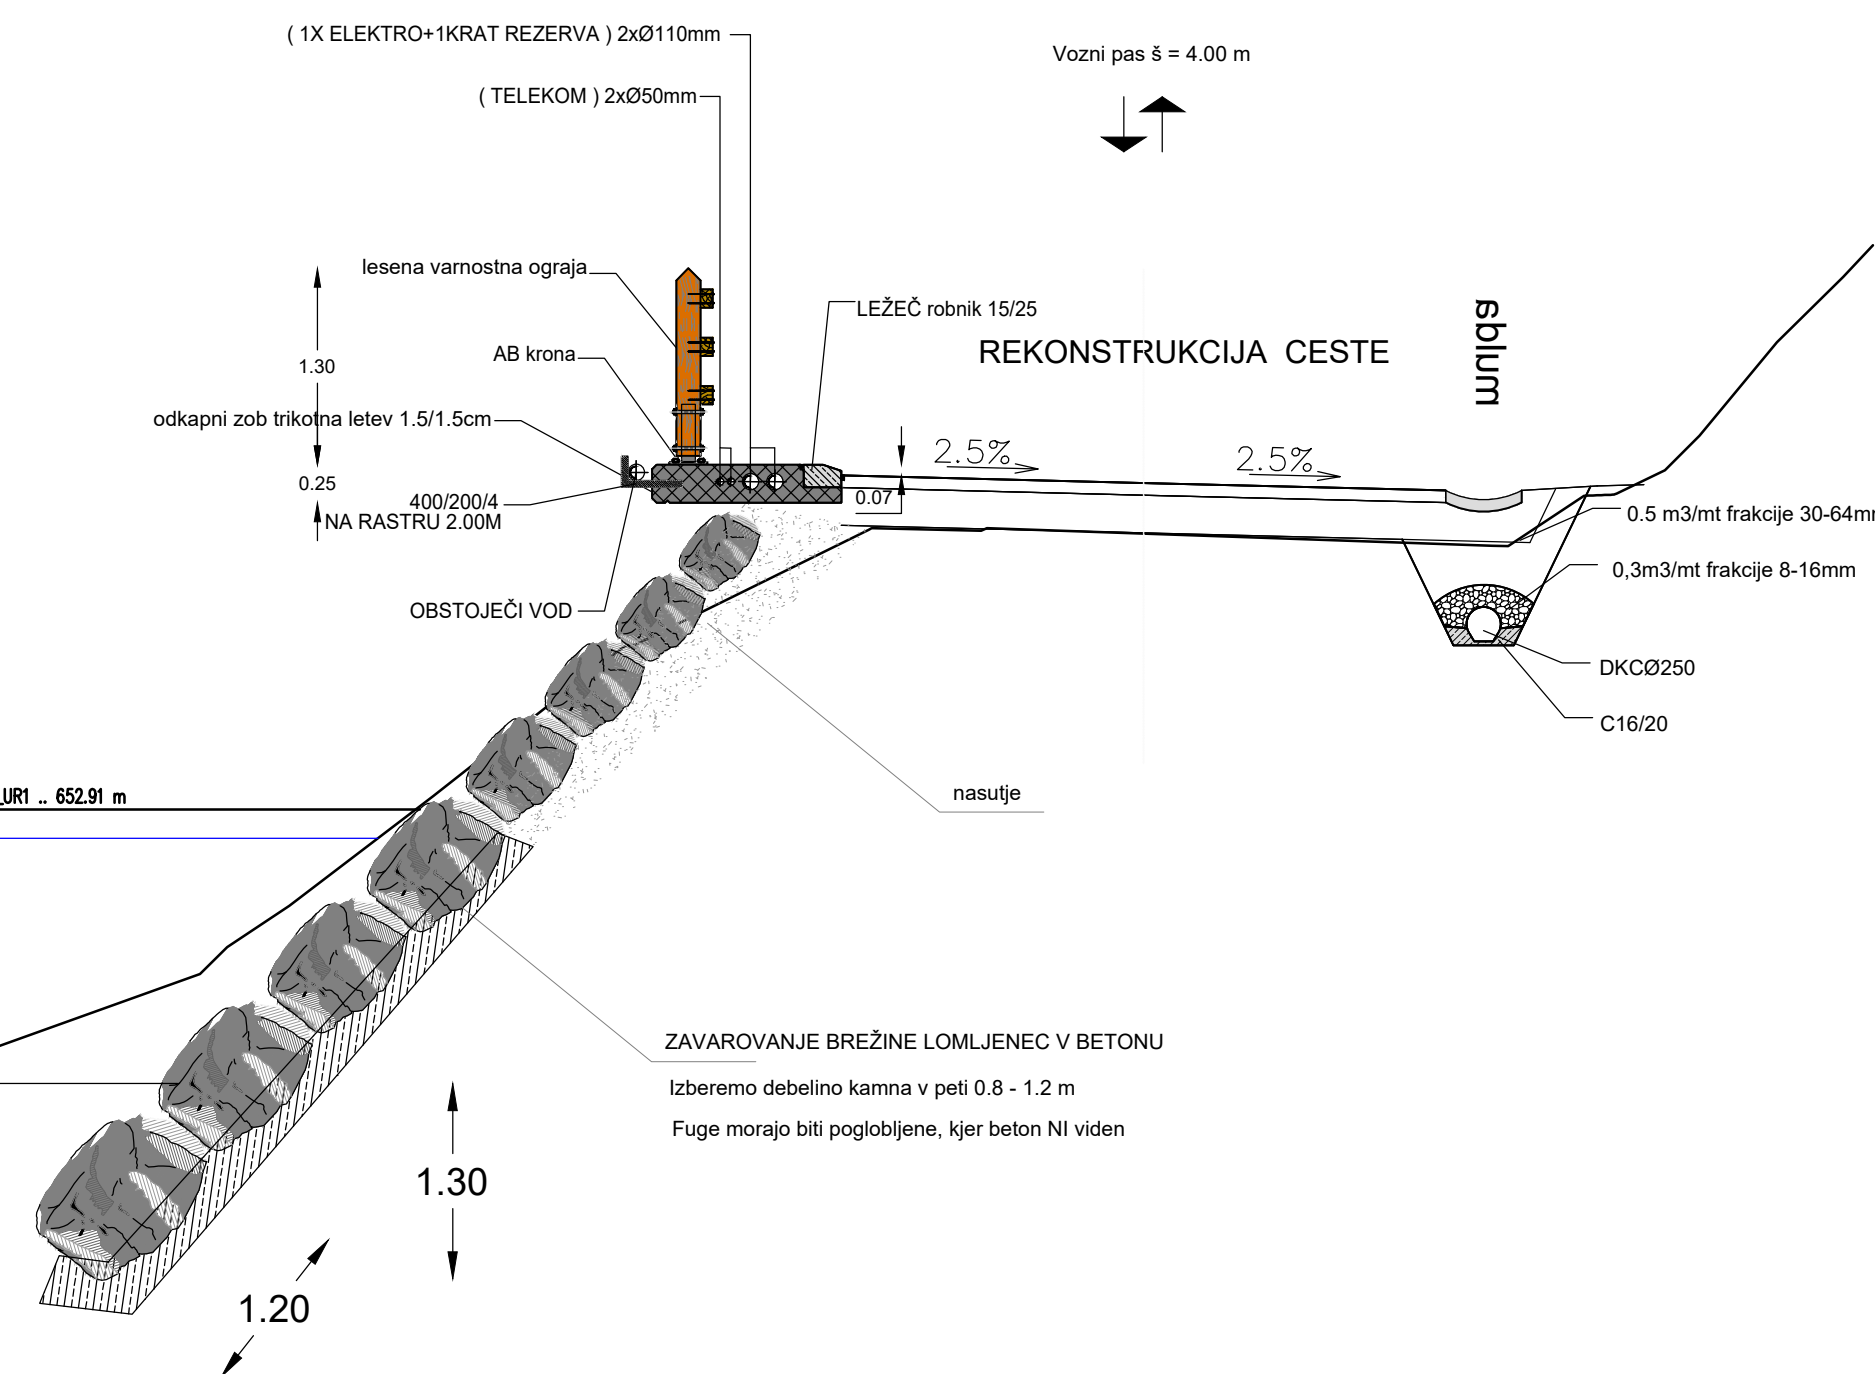 ( 1X ELEKTRO+1KRAT REZERVA ) 2xØ110mm
Vozni pas š = 4.00 m
( TELEKOM ) 2xØ50mm
lesena varnostna ograja
LEŽEČ robnik 15/25
mulda
REKONSTRUKCIJA CESTE
AB krona
1.30
odkapni zob trikotna letev 1.5/1.5cm
2.5%
2.5%
0.25
0.07
400/200/4
NA RASTRU 2.00M
0.5 m3/mt frakcije 30-64m
0,3m3/mt frakcije 8-16mm
OBSTOJEČI VOD
DKCØ250
C16/20
nasutje
UR1 .. 652.91 m
ZAVAROVANJE BREŽINE LOMLJENEC V BETONU
Izberemo debelino kamna v peti 0.8 - 1.2 m
Fuge morajo biti poglobljene, kjer beton NI viden
1.30
1.20